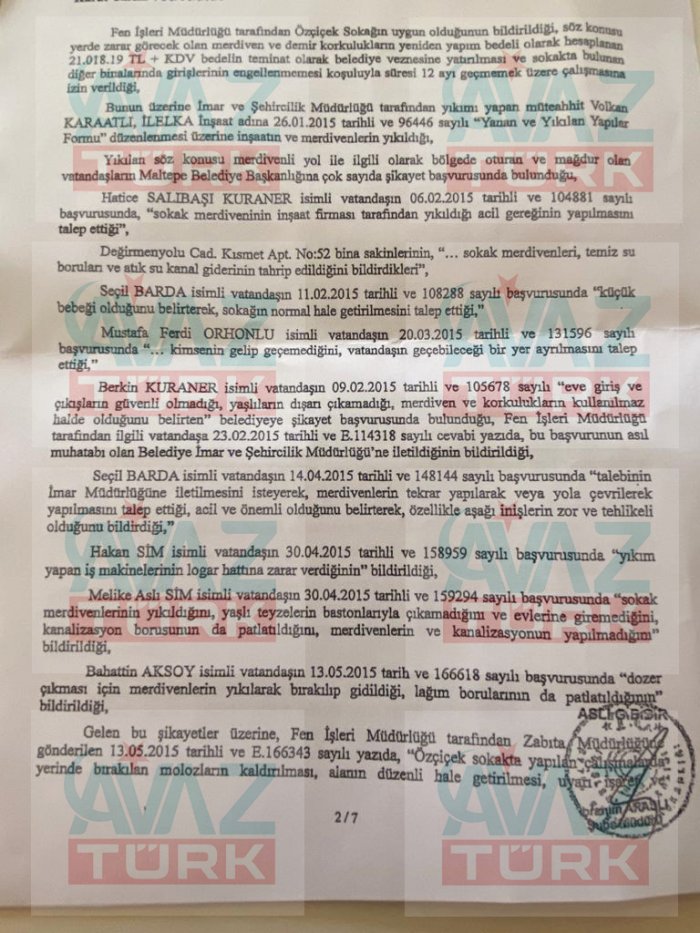 Fen İşleri Müdürlüğü tarafından Özçiçek Sokağın uygun olduğunun bildirildiği, söz konusu
yerde zarar görecek olan merdiven ve demir korkulukların yeniden yapım bedeli olarak hesaplanan
21.018.19 TL + KDV bedelin teminat olarak belediye veznesine yatırılması ve sokakta bulunan
diğer biralarında girişlerinin engellenmemesi koşuluyla süresi 12 ayı geçmemek üzere çalışmasına
izin verildiği,
Bunun üzerine İmar ve Şehircilik Müdürlüğü tarafından yıkımı yapan müteahhit Volkan
KARAATLI, İLELKA İnşaat adına 26.01.2015 tarihli ve 96446 sayılı "Yanan ve Yıkılan Yapılar
Formu" düzenlenmesi üzerine inşaatın ve merdivenlerin yıkıldığı,
Yıkılan söz konusu merdivenli yol ile ilgili olarak bölgede oturan ve mağdur olan
vatandaşların Maltepe Belediye Başkanlığına çok sayıda şikayet başvurusunda bulunduğu,
Hatice SALIBAŞI KURANER isimli vatandaşın 06.02.2015 tarihli ve 104881 sayılı
başvurusunda, "sokak merdiveninin inşaat firması tarafından yıkıldığı acil gereğinin yapılmasını
talep ettiği",
Değirmenyolu Cad. Kısmet Apt. No:52 bina sakinlerinin, "… sokak merdivenleri, temiz su
boruları ve atık su kanal giderinin tahrip edildiğini bildirdikleri",
Seçil BARDA isimli vatandaşın 11.02.2015 tarihli ve 108288 sayılı başvurusunda "küçük
bebeği olduğunu belirterek, sokağın normal hale getirilmesini talep ettiği,"
Mustafa Ferdi ORHONLU isimli vatandaşın 20.03.2015 tarihli ve 131596 sayılı
başvurusunda "… kimsenin gelip geçemediğini, vatandaşın geçebileceği bir yer ayrılmasını talep
ettiği,"
Berkin KURANER isimli vatandaşın 09.02.2015 tarihli ve 105678 sayılı "eve giriş ve
çıkışların güvenli olmadığı, yaşlıların dışarı çıkamadığı, merdiven ve korkulukların kullanılmaz
halde olduğunu belirten" belediyeye şikayet başvurusunda bulunduğu, Fen İşleri Müdürlüğü
tarafından ilgili vatandaşa 23.02.2015 tarihli ve E.114318 sayılı cevabi yazıda, bu başvurunun asıl
muhatabı olan Belediye İmar ve Şehircilik Müdürlüğü'ne iletildiğinin bildirildiği,
Seçil BARDA isimli vatandaşın 14.04.2015 tarihli ve 148144 sayılı başvurusunda "talebinin
İmar Müdürlüğüne iletilmesini isteyerek, merdivenlerin tekrar yapılarak veya yola çevrilerek
yapılmasını talep ettiği, acil ve önemli olduğunu belirterek, özellikle aşağı inişlerin zor ve tehlikeli
olduğunu bildirdiği,"
Hakan SİM isimli vatandaşın 30.04.2015 tarihli ve 158959 sayılı başvurusunda "yıkım
yapan iş makinelerinin logar hattına zarar verdiğinin" bildirildiği,
Melike Aslı SİM isimli vatandaşın 30.04.2015 tarihli ve 159294 sayılı başvurusunda "sokak
merdivenlerinin yıkıldığını, yaşlı teyzelerin bastonlarıyla çıkamadığını ve evlerine giremediğini,
kanalizasyon borusunun da patlatıldığını, merdivenlerin ve kanalizasyonun yapılmadığını"
bildirildiği,
Bahattin AKSOY isimli vatandaşın 13.05.2015 tarih ve 166618 sayılı başvurusunda "dozer
çıkması için merdivenlerin yıkılarak bırakılıp gidildiği, lağım borularının da patlatıldığının"
bildirildiği,
Gelen bu şikayetler üzerine, Fen İşleri Müdürlüğü tarafından Zabıta Müdürlüğüne
gönderilen 13.05.2015 tarihli ve E.166343 sayılı yazıda, "Özçiçek sokakta yapılan çalışmalarda
yerinde bırakılan molozların kaldırılması, alanın düzenli hale getirilmesi, uyarı işaret ve
ASLI GİBİDİR
2/7
AVAZ
TÜRK